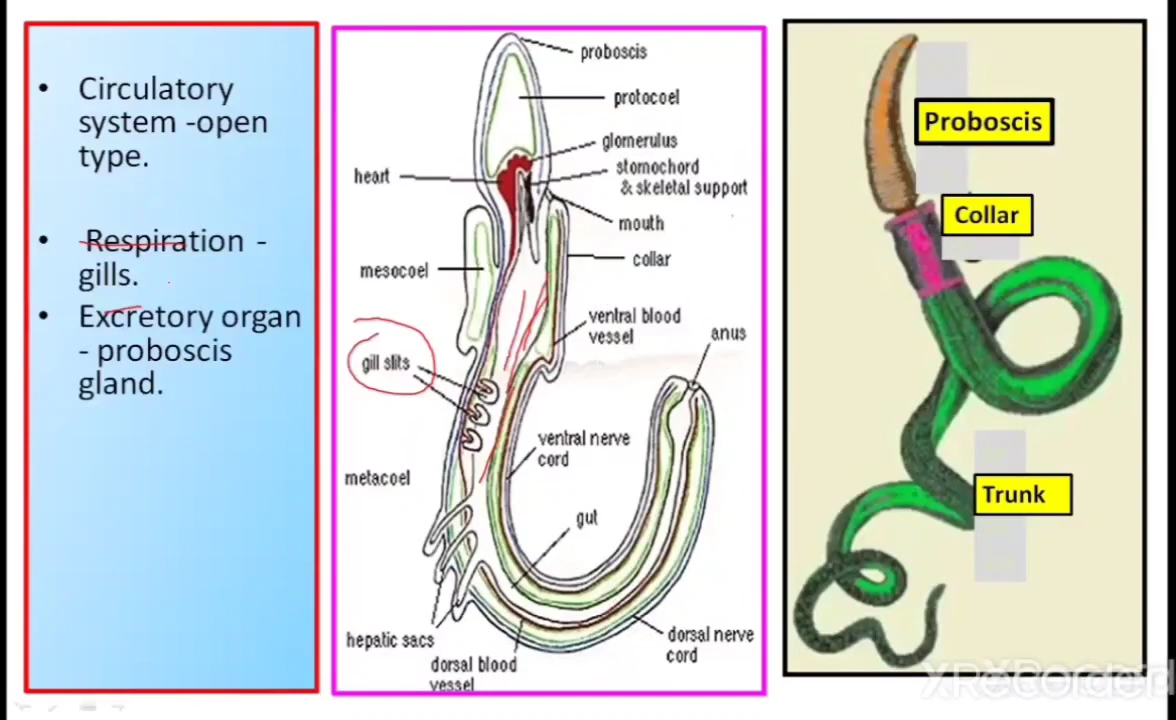 • Circulatory
system -open
type.
• Respiration -
gills.
• Excretory organ
- proboscis
gland.
proboscis
protocoel
glomerulus
stomochord
& skeletal support
heart
mouth
mesocoel
collar
ventral blood
vessel
anus
gill slits
ventral nerve
cord
metacoel
gut
hepatic sacs
dorsal blood
vessel
dorsal nerve
cord
Proboscis
Collar
Trunk
XRecorded